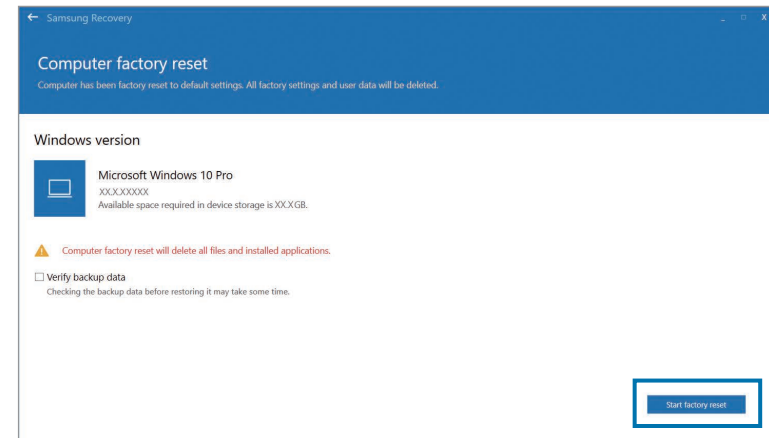 Samsung Recovery
Computer factory reset
Computer has been factory reset to default settings. All factory settings and user data will be deleted.
Windows version
Microsoft Windows 10 Pro
XX.X.XXXXX
Available space required in device storage is XX.X GB.
Computer factory reset will delete all files and installed applications.
Verify backup data
Checking the backup data before restoring it may take some time.
Start factory reset